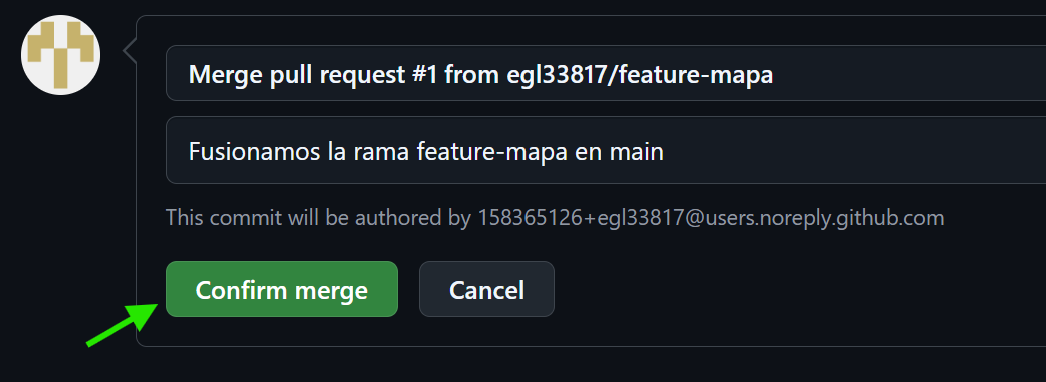 Merge pull request #1 from egl33817/feature-mapa
Fusionamos la rama feature-mapa en main
This commit will be authored by 158365126+egl33817@users.noreply.github.com
Confirm merge
Cancel